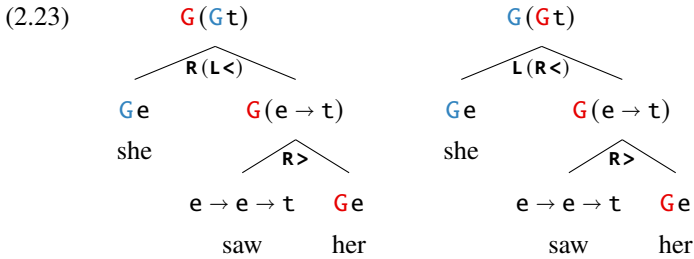 (2.23) G(Gt) G(Gt)
R(L<) L(R<)
Ge G(e → t) Ge G(e → t)
she R> she R>
e → e → t Ge e → e → t Ge
saw her saw her